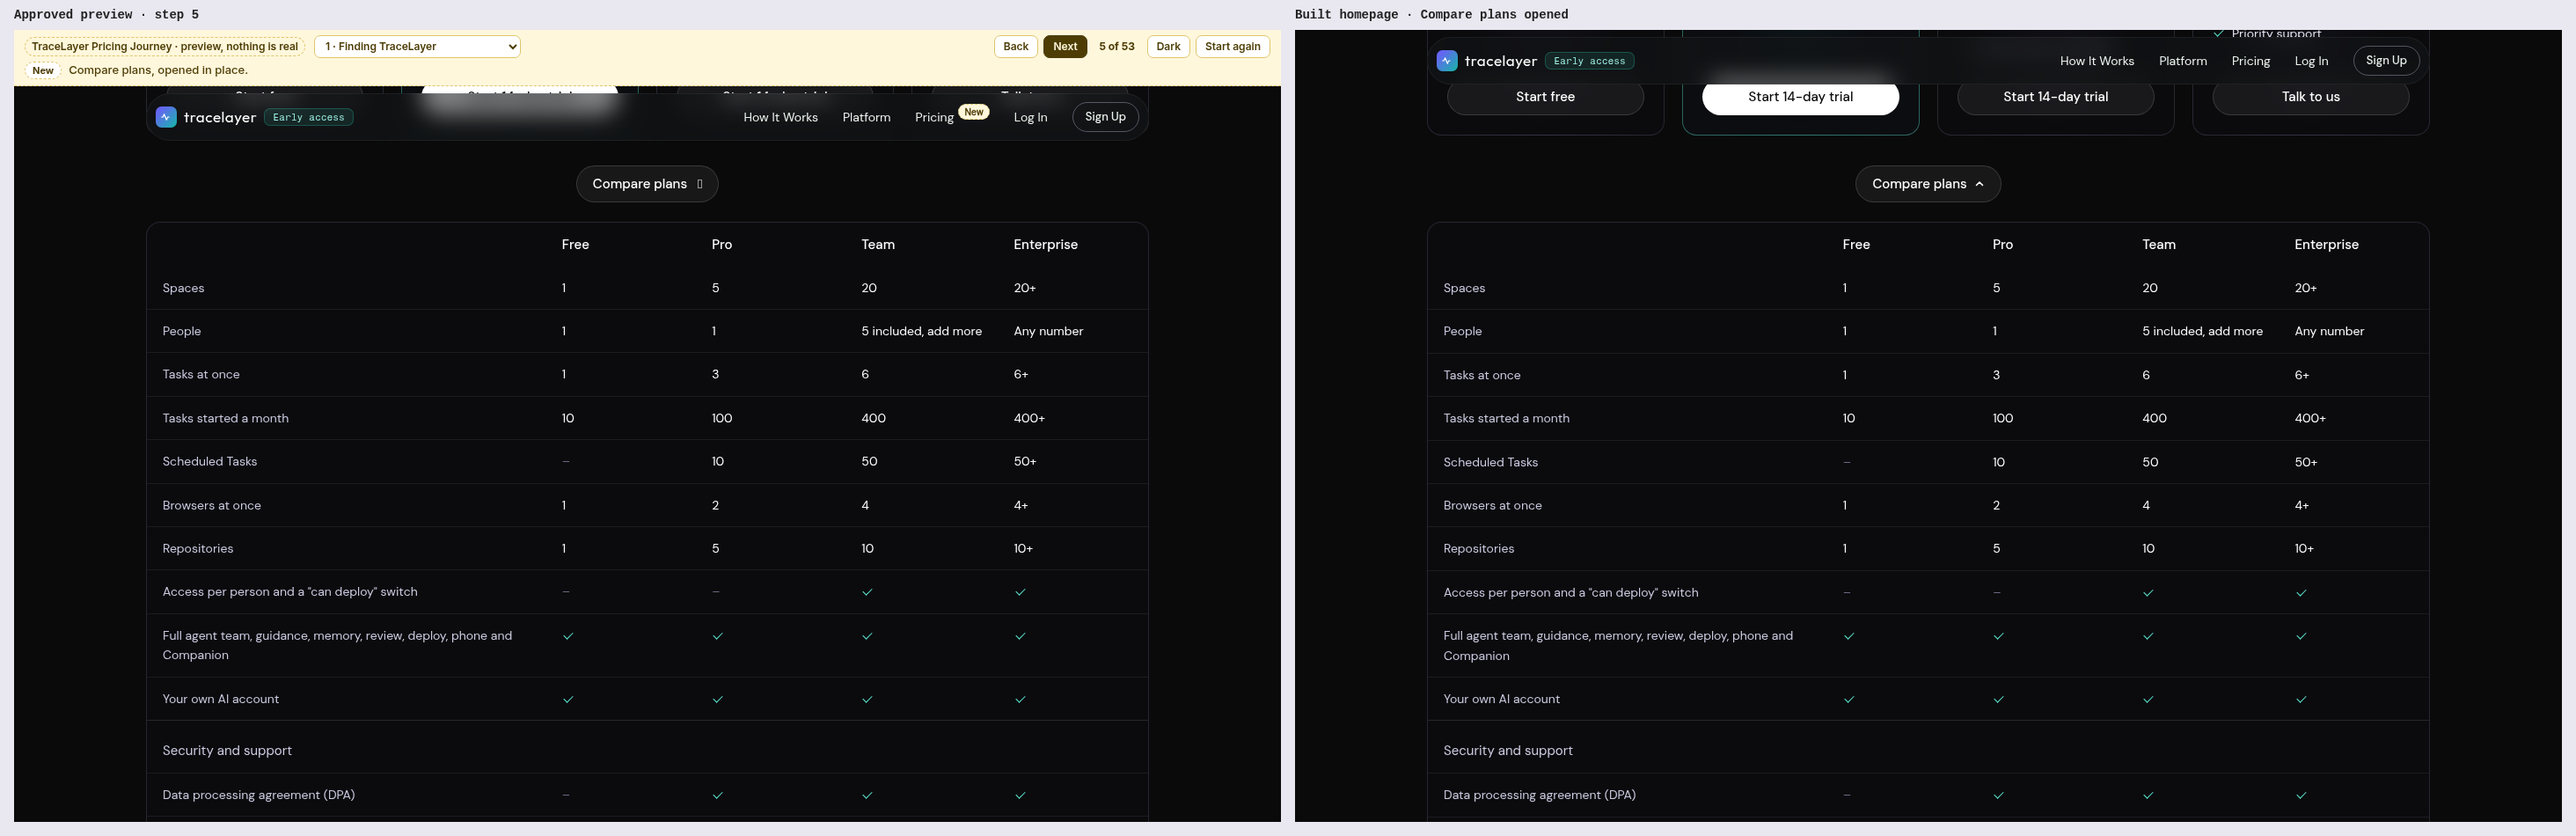 Approved preview · step 5
TraceLayer Pricing Journey · preview, nothing is real
1 · Finding TraceLayer
Back
Next
5 of 53
Dark
Start again
New
Compare plans, opened in place.
tracelayer
Early access
How It Works
Platform
Pricing
New
Log In
Sign Up
Compare plans
Free Pro Team Enterprise
Spaces 1 5 20 20+
People 1 1 5 included, add more Any number
Tasks at once 1 3 6 6+
Tasks started a month 10 100 400 400+
Scheduled Tasks – 10 50 50+
Browsers at once 1 2 4 4+
Repositories 1 5 10 10+
Access per person and a "can deploy" switch – – ✓ ✓
Full agent team, guidance, memory, review, deploy, phone and ✓ ✓ ✓ ✓
Companion
Your own AI account ✓ ✓ ✓ ✓
Security and support
Data processing agreement (DPA) – ✓ ✓ ✓
Built homepage · Compare plans opened
Priority support
tracelayer
Early access
How It Works
Platform
Pricing
Log In
Sign Up
Start free
Start 14-day trial
Start 14-day trial
Talk to us
Compare plans
Free Pro Team Enterprise
Spaces 1 5 20 20+
People 1 1 5 included, add more Any number
Tasks at once 1 3 6 6+
Tasks started a month 10 100 400 400+
Scheduled Tasks – 10 50 50+
Browsers at once 1 2 4 4+
Repositories 1 5 10 10+
Access per person and a "can deploy" switch – – ✓ ✓
Full agent team, guidance, memory, review, deploy, phone and ✓ ✓ ✓ ✓
Companion
Your own AI account ✓ ✓ ✓ ✓
Security and support
Data processing agreement (DPA) – ✓ ✓ ✓